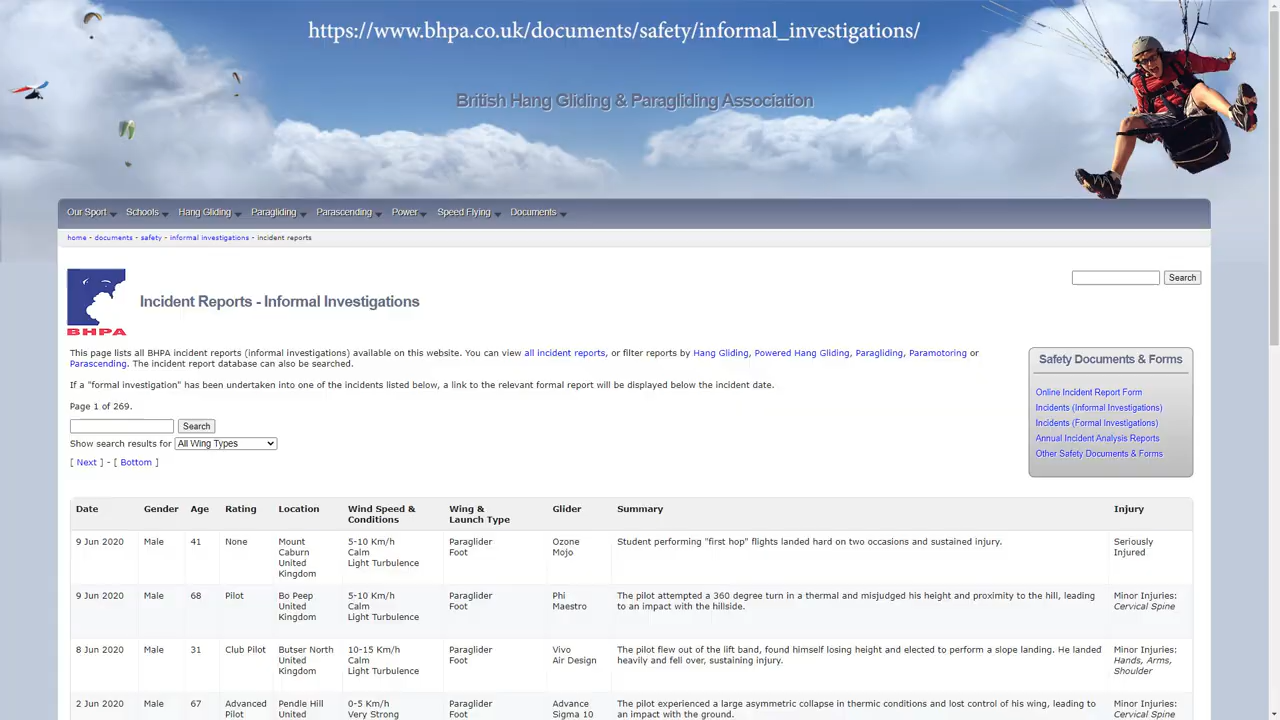 https://www.bhpa.co.uk/documents/safety/informal_investigations/
British Hang Gliding & Paragliding Association
Our Sport Schools Hang Gliding Paragliding Parascending Power Speed Flying Documents
home - documents - safety - informal investigations - incident reports
Search
BHPA
Incident Reports - Informal Investigations
This page lists all BHPA incident reports (informal investigations) available on this website. You can view all incident reports, or filter reports by Hang Gliding, Powered Hang Gliding, Paragliding, Paramotoring or
Parascending. The incident report database can also be searched.
If a "formal investigation" has been undertaken into one of the incidents listed below, a link to the relevant formal report will be displayed below the incident date.
Page 1 of 269.
Search
Show search results for All Wing Types
[ Next ] - [ Bottom ]
Safety Documents & Forms
Online Incident Report Form
Incidents (Informal Investigations)
Incidents (Formal Investigations)
Annual Incident Analysis Reports
Other Safety Documents & Forms
Date Gender Age Rating Location Wind Speed & Wing & Glider Summary Injury
Conditions Launch Type
9 Jun 2020 Male 41 None Mount 5-10 Km/h Paraglider Ozone Student performing "first hop" flights landed hard on two occasions and sustained injury. Seriously
Caburn Calm Foot Mojo Injured
United Light Turbulence
Kingdom
9 Jun 2020 Male 68 Pilot Bo Peep 5-10 Km/h Paraglider Phi The pilot attempted a 360 degree turn in a thermal and misjudged his height and proximity to the hill, leading Minor Injuries:
United Calm Foot Maestro to an impact with the hillside. Cervical Spine
Kingdom Light Turbulence
8 Jun 2020 Male 31 Club Pilot Butser North 10-15 Km/h Paraglider Vivo The pilot flew out of the lift band, found himself losing height and elected to perform a slope landing. He landed Minor Injuries:
United Calm Foot Air Design heavily and fell over, sustaining injury. Hands, Arms,
Kingdom Light Turbulence Shoulder
2 Jun 2020 Male 67 Advanced Pendle Hill 0-5 Km/h Paraglider Advance The pilot experienced a large asymmetric collapse in thermic conditions and lost control of his wing, leading to Minor Injuries:
Pilot United Very Strong Foot Sigma 10 an impact with the ground. Cervical Spine